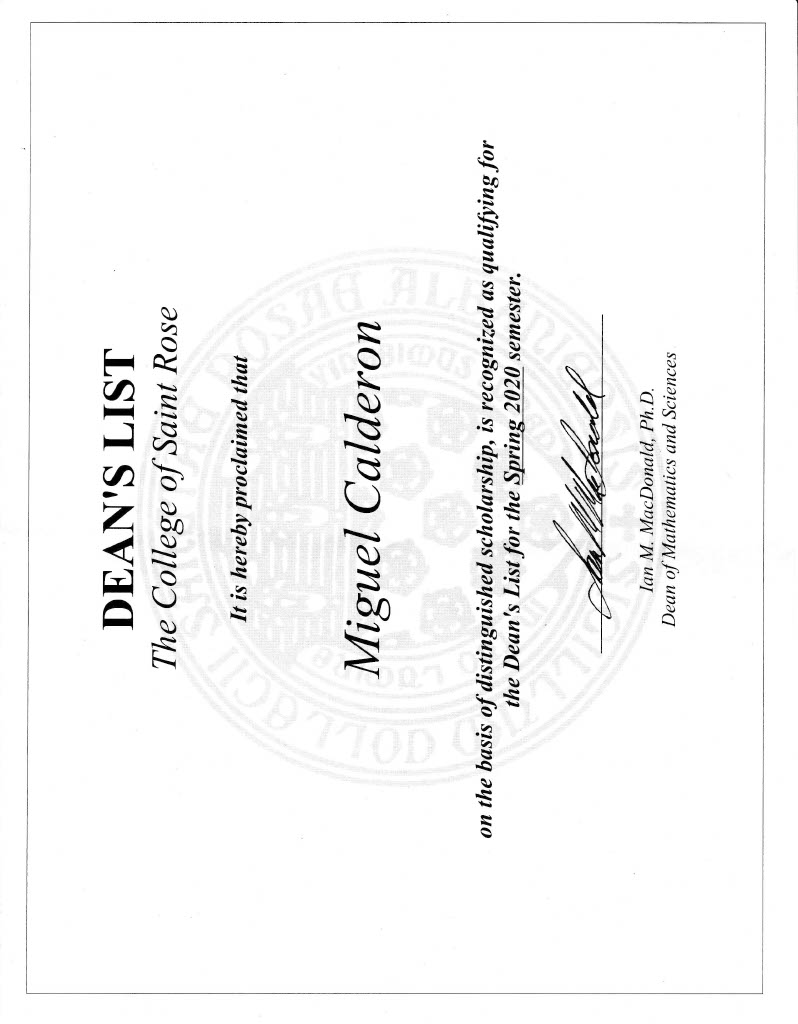 DEAN'S LIST
The College of Saint Rose
It is hereby proclaimed that
Miguel Calderon
on the basis of distinguished scholarship, is recognized as qualifying for
the Dean's List for the Spring 2020 semester.
Ian M MacDonald
Ian M. MacDonald, Ph.D.
Dean of Mathematics and Sciences